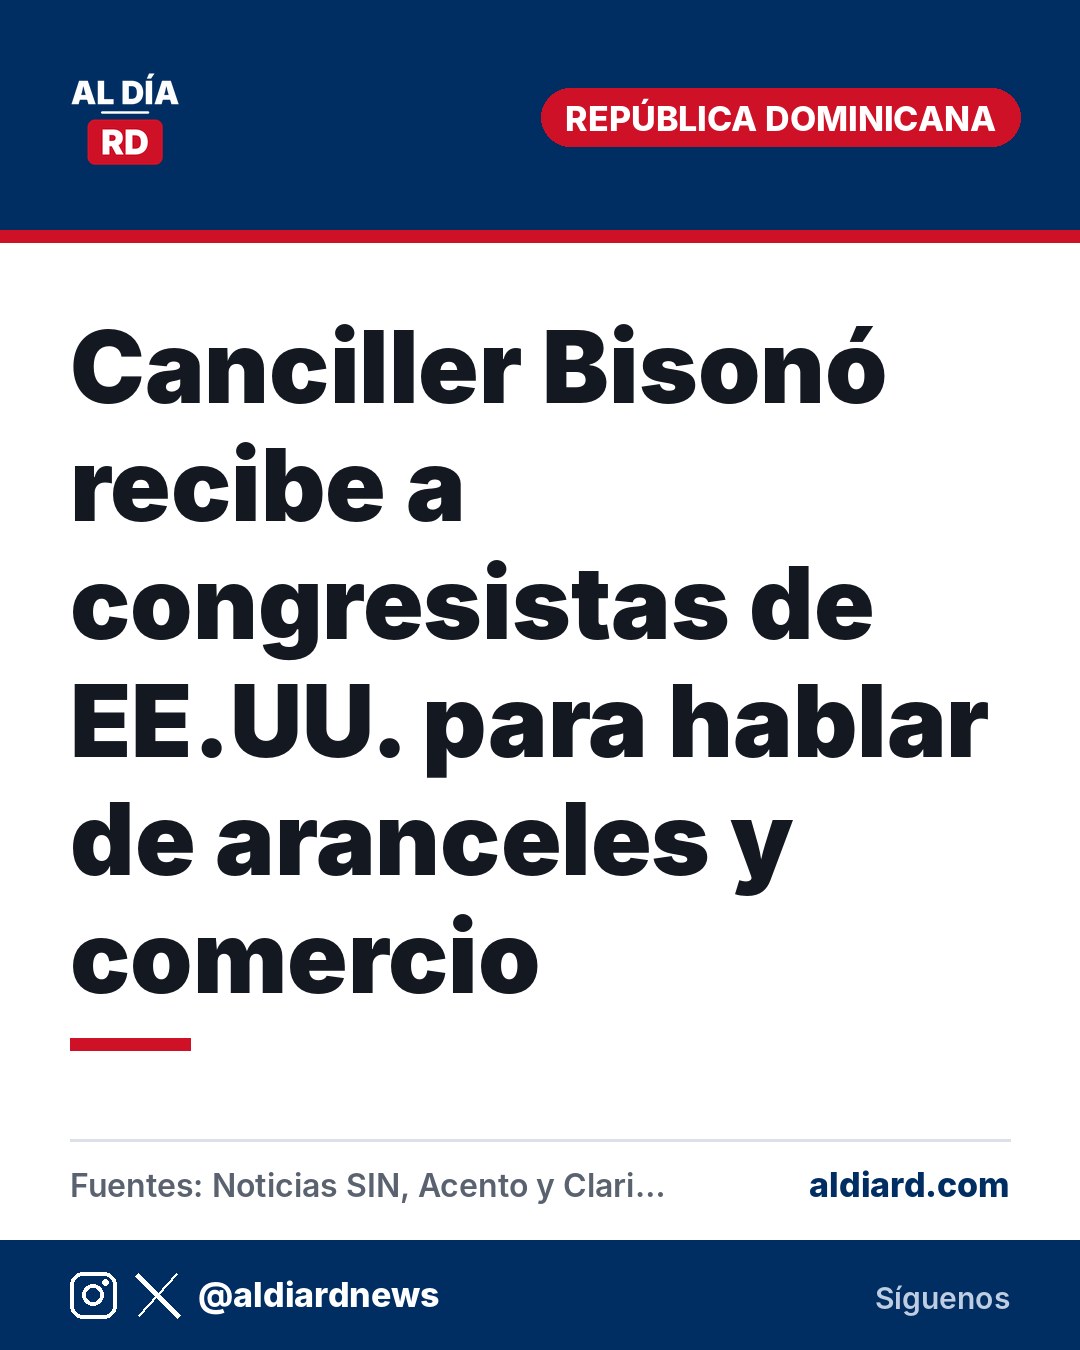 AL DÍA
RD
REPÚBLICA DOMINICANA
Canciller Bisonó
recibe a
congresistas de
EE.UU. para hablar
de aranceles y
comercio
Fuentes: Noticias SIN, Acento y Clari...
aldiard.com
@aldiardnews
Síguenos